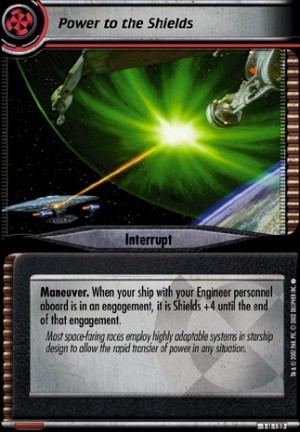 Power to the Shields
Interrupt
Maneuver. When your ship with your Engineer personnel
aboard is in an engagement, it is Shields +4 until the
end of that engagement.
Most space-faring races employ highly adaptable systems in starship
design to allow the rapid transfer of power in any situation.